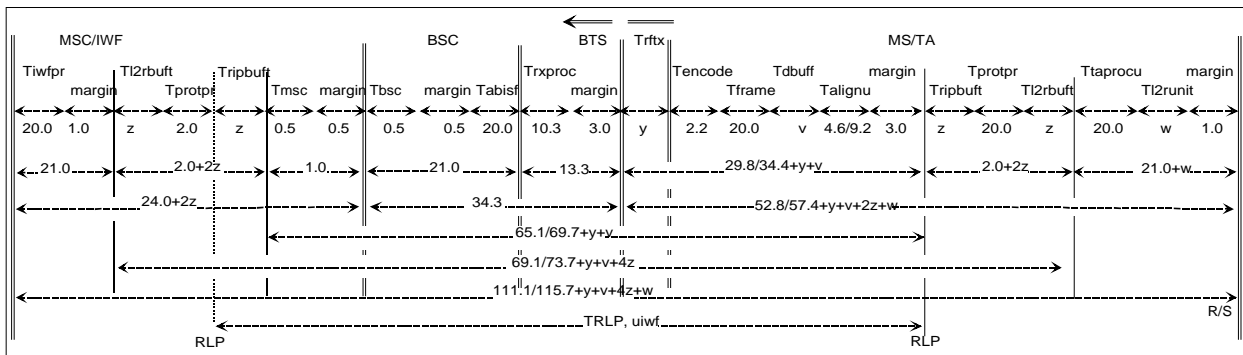 MSC/IWF BSC BTS Trftx MS/TA
Tiwfpr Tl2rbuft Tripbuft Trxproc Tencode Tdbuff margin Tprotpr Ttaprocu margin
margin Tprotpr Tmsc margin Tbsc margin Tabisf margin Tframe Talignu Tripbuft Tl2rbuft Tl2runit
20.0 1.0 z 2.0 z 0.5 0.5 0.5 0.5 20.0 10.3 3.0 y 2.2 20.0 v 4.6/9.2 3.0 z 20.0 z 20.0 w 1.0
21.0 2.0+2z 1.0 21.0 13.3 29.8/34.4+y+v 2.0+2z 21.0+w
24.0+2z 34.3 52.8/57.4+y+v+2z+w
65.1/69.7+y+v
69.1/73.7+y+v+4z
111.1/115.7+y+v+4z+w
R/S
TRLP, uiwf
RLP RLP